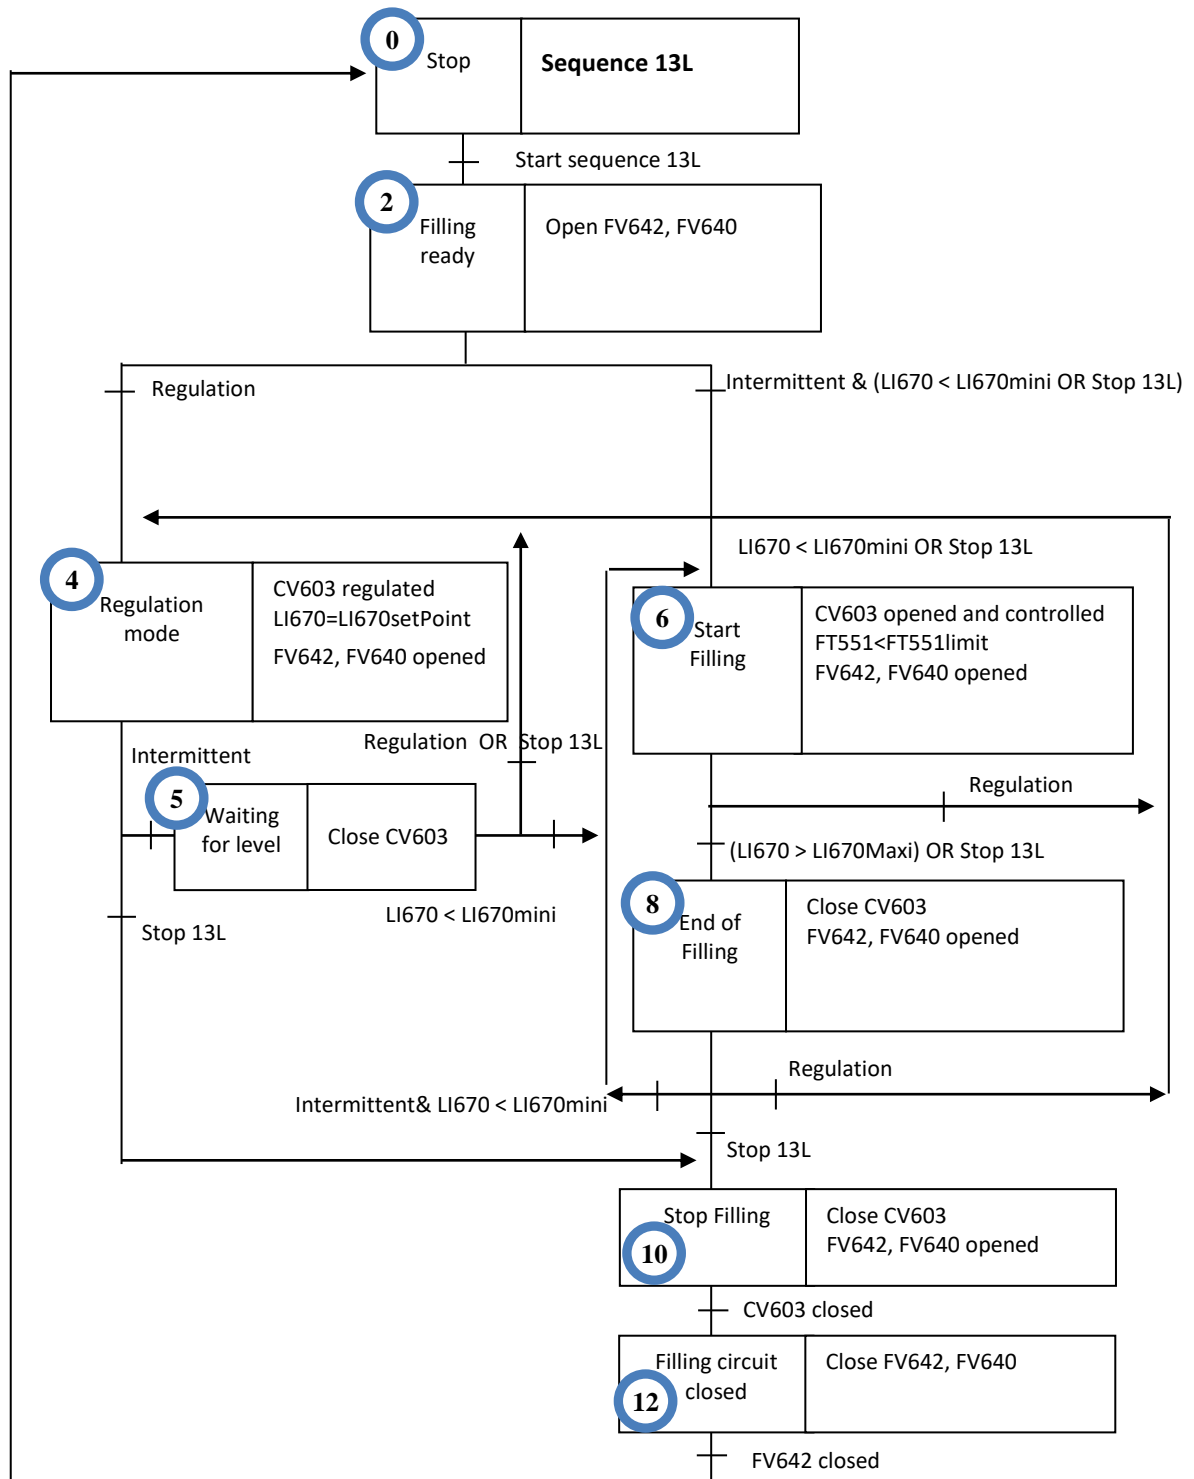 0
Stop
Sequence 13L
Start sequence 13L
2
Filling
ready
Open FV642, FV640
Regulation
Intermittent & (LI670 < LI670mini OR Stop 13L)
LI670 < LI670mini OR Stop 13L
4
Regulation
mode
CV603 regulated
LI670=LI670setPoint
FV642, FV640 opened
6
Start
Filling
CV603 opened and controlled
FT551<FT551limit
FV642, FV640 opened
Intermittent
Regulation OR Stop 13L
Regulation
5
Waiting
for level
Close CV603
LI670 < LI670mini
Stop 13L
(LI670 > LI670Maxi) OR Stop 13L
8
End of
Filling
Close CV603
FV642, FV640 opened
Regulation
Intermittent& LI670 < LI670mini
Stop 13L
Stop Filling
10
Close CV603
FV642, FV640 opened
CV603 closed
Filling circuit
closed
12
Close FV642, FV640
FV642 closed